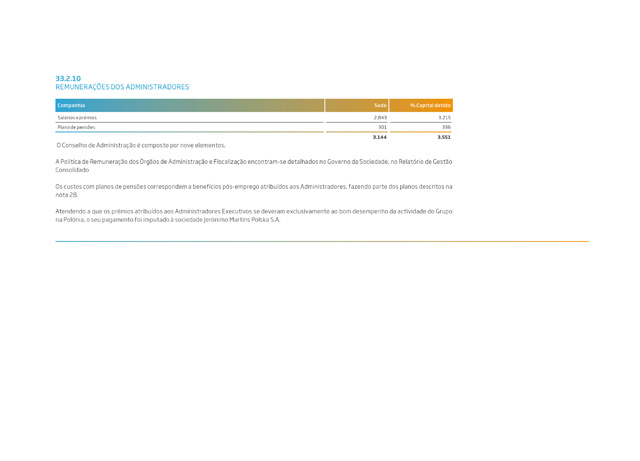 33.2.10
REMUNERAÇÕES DOS ADMINISTRADORES
Companhia Sede % Capital detido
Salários e prémios 2.843 3.215
Plano de pensões 301 336
3.144 3.551
O Conselho de Administração é composto por nove elementos.
A Política de Remuneração dos Órgãos de Administração e Fiscalização encontram-se detalhados no Governo da Sociedade, no Relatório de Gestão
Consolidado.
Os custos com planos de pensões correspondem a benefícios pós-emprego atribuídos aos Administradores, fazendo parte dos planos descritos na
nota 28.
Atendendo a que os prémios atribuídos aos Administradores Executivos se deveram exclusivamente ao bom desempenho da actividade do Grupo
na Polónia, o seu pagamento foi imputado à sociedade Jerónimo Martins Polska S.A.